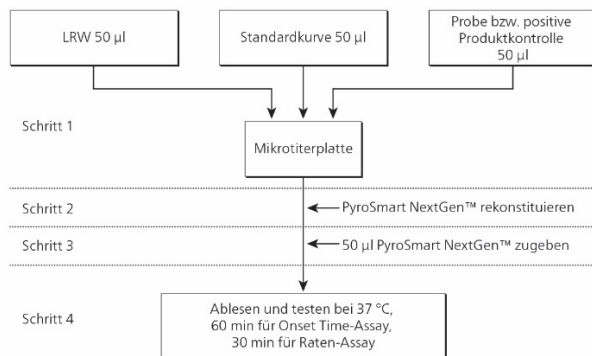 LRW 50 µl
Standardkurve 50 µl
Probe bzw. positive
Produktkontrolle
50 µl
Schritt 1
Mikrotiterplatte
Schritt 2
PyroSmart NextGen™ rekonstituieren
Schritt 3
50 µl PyroSmart NextGen™ zugeben
Schritt 4
Ablesen und testen bei 37 °C,
60 min für Onset Time-Assay,
30 min für Raten-Assay